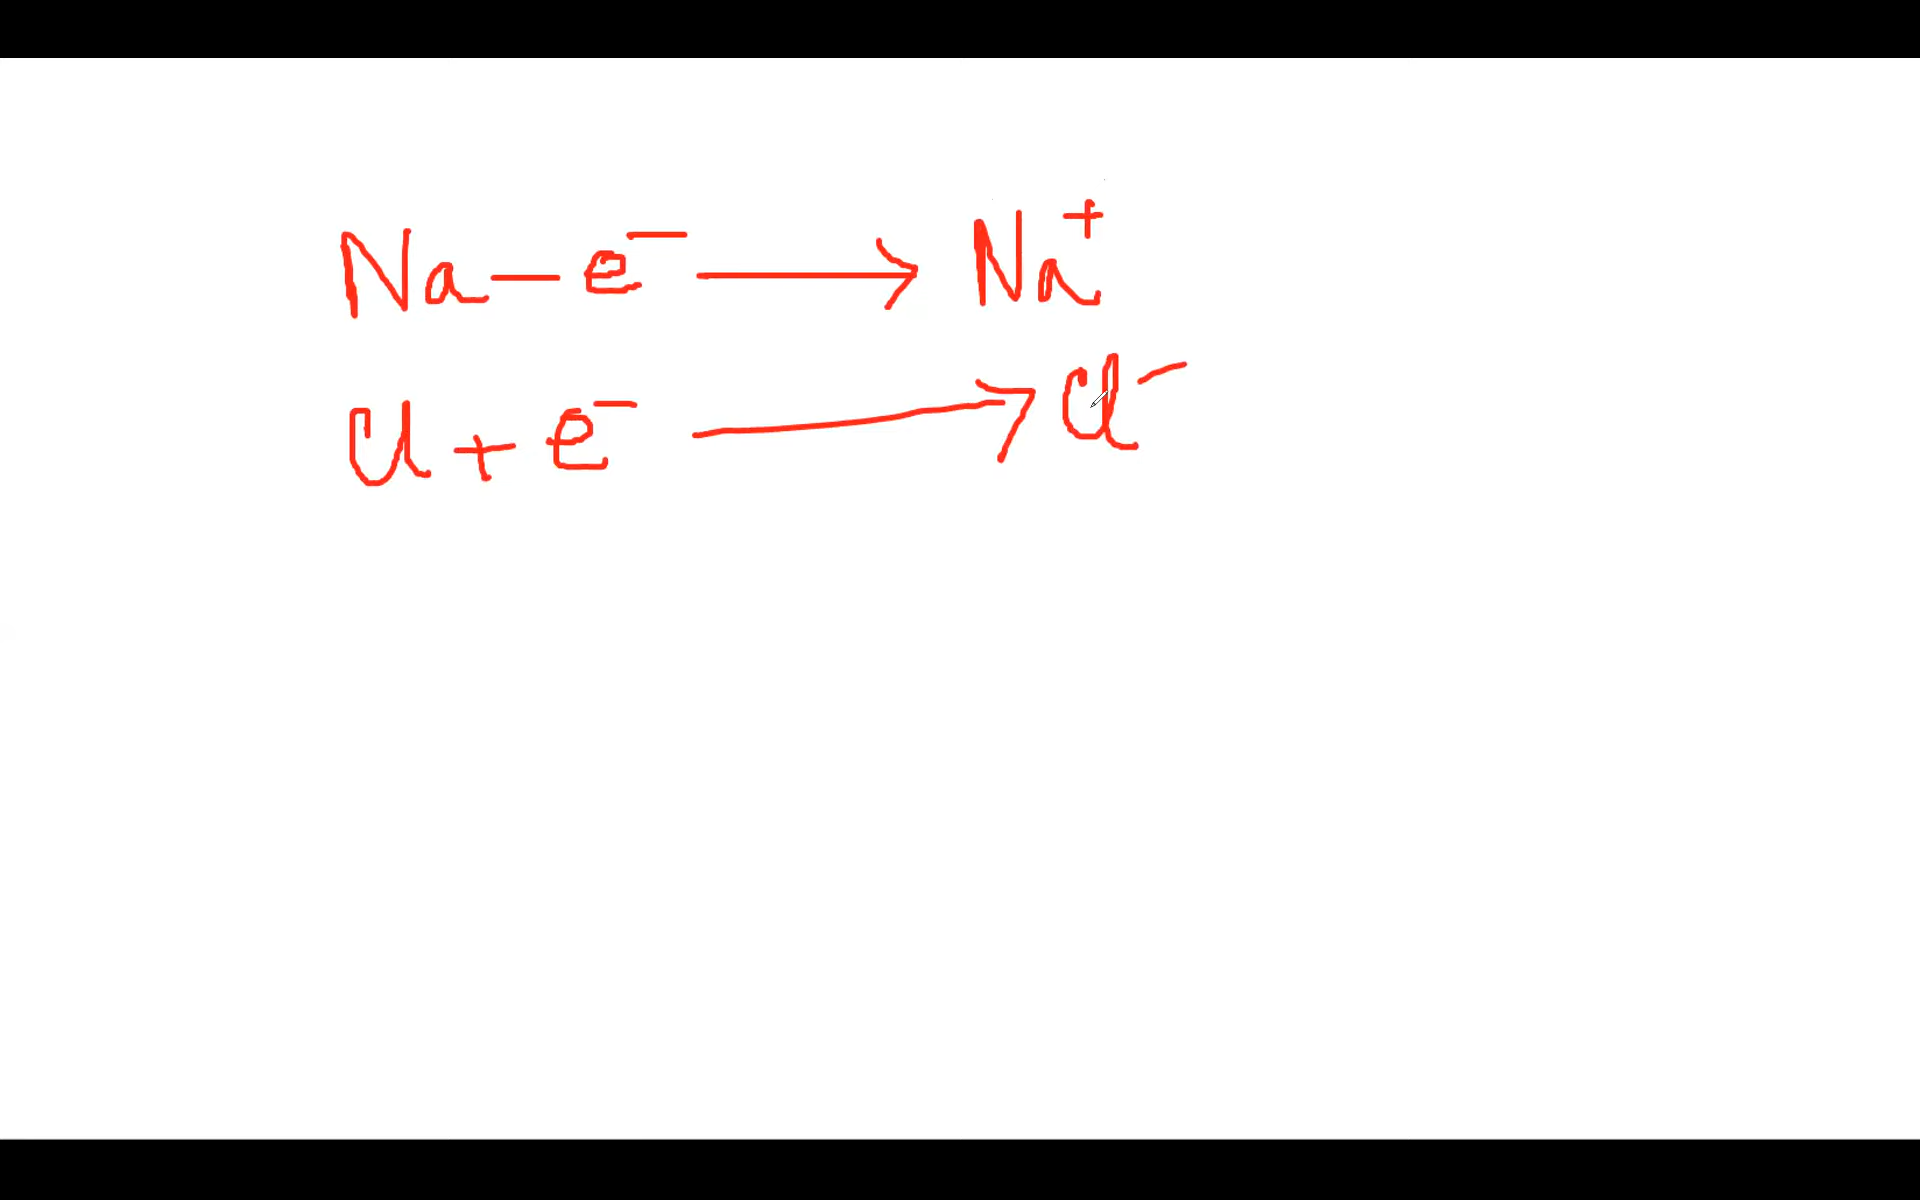 Na — e⁻ → Na⁺
Cl + e⁻ → Cl⁻